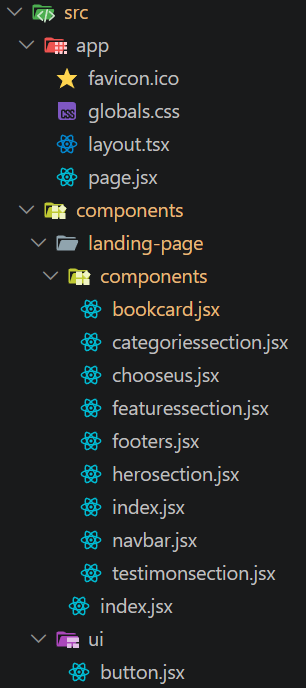 src
app
favicon.ico
globals.css
layout.tsx
page.jsx
components
landing-page
components
bookcard.jsx
categoriessection.jsx
chooseus.jsx
featuressection.jsx
footers.jsx
herosection.jsx
index.jsx
navbar.jsx
testimonsection.jsx
index.jsx
ui
button.jsx